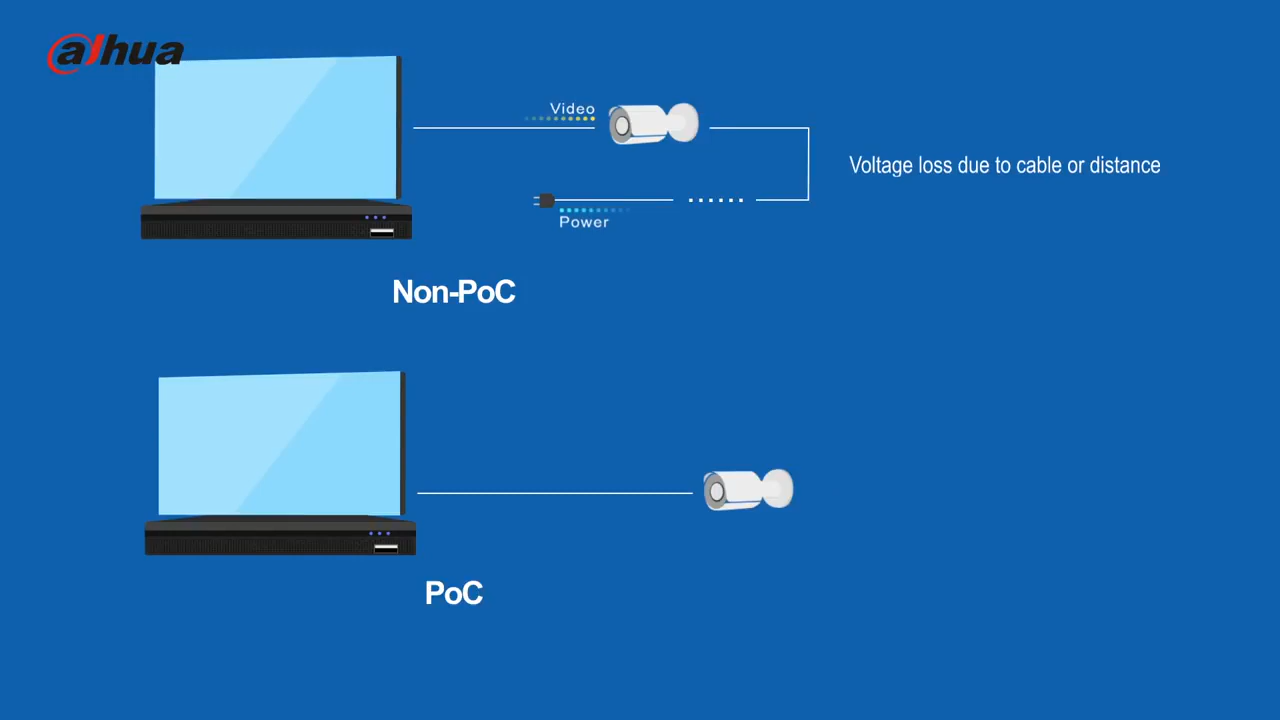 alhua
Video
Voltage loss due to cable or distance
Power
Non-PoC
PoC